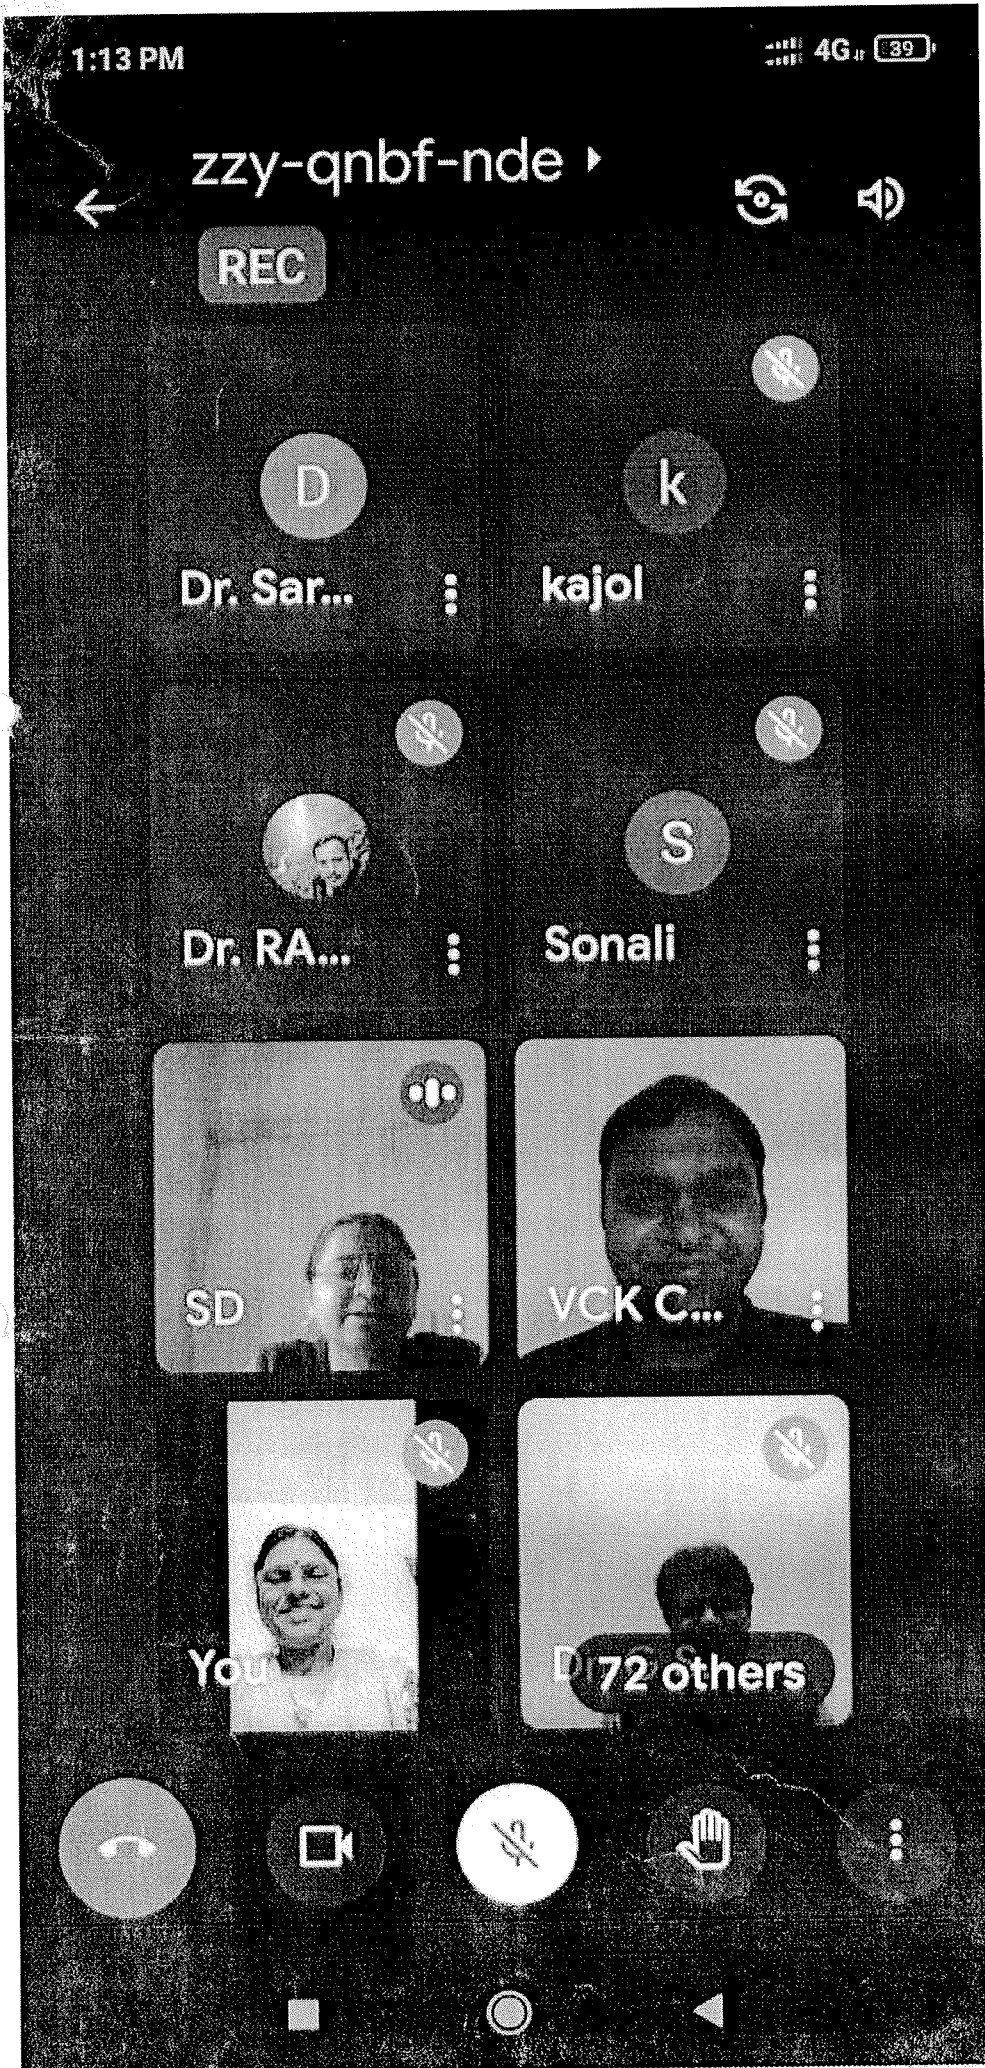 1:13 PM
4G 39
zzy-qnbf-nde
REC
D
k
Dr. Sar...
kajol
S
Dr. RA...
Sonali
SD
VCK C...
You
72 others